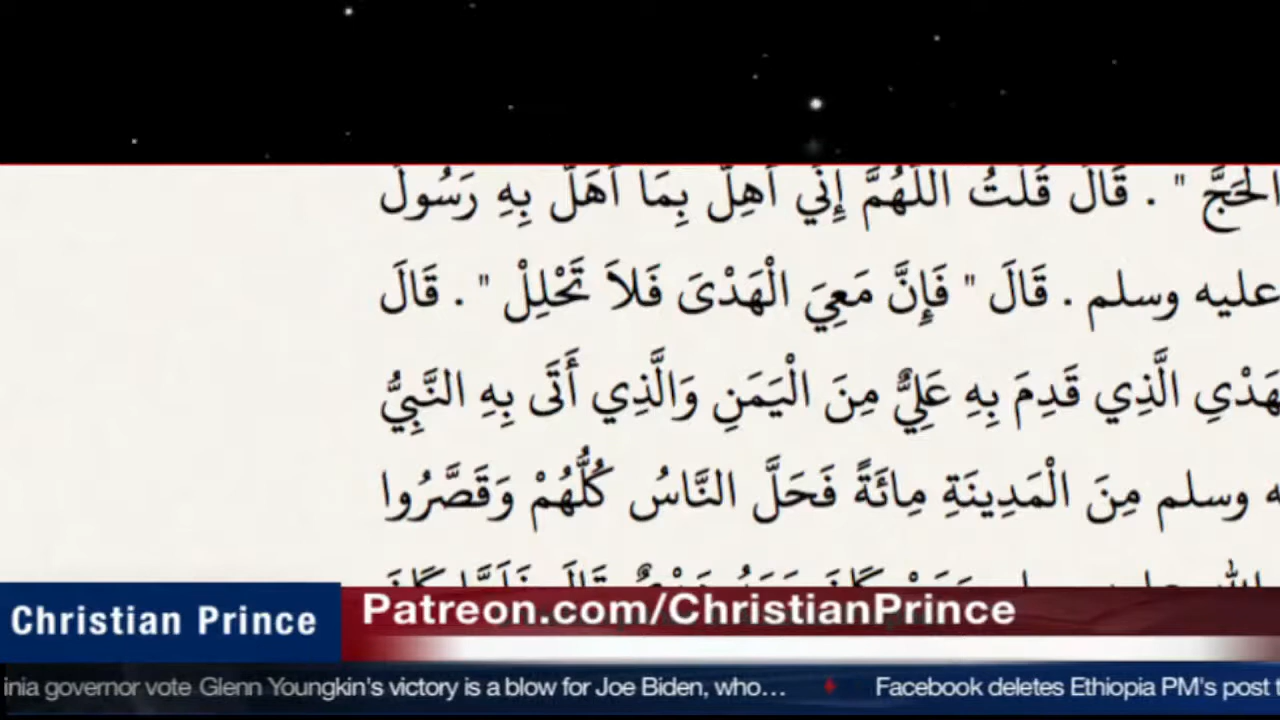 الْحَجَّ " . قَالَ قُلْتُ اللَّهُمَّ إِنِّي أُهِلُّ بِمَا أَهَلَّ بِهِ رَسُولُ
عليه وسلم . قَالَ " فَإِنَّ مَعِيَ الْهَدْىَ فَلاَ تَحْلِلْ " . قَالَ
الَّذِي قَدِمَ بِهِ عَلِيٌّ مِنَ الْيَمَنِ وَالَّذِي أَتَى بِهِ النَّبِيُّ
وسلم مِنَ الْمَدِينَةِ مِائَةً فَحَلَّ النَّاسُ كُلُّهُمْ وَقَصَّرُوا
Christian Prince
Patreon.com/ChristianPrince
inia governor vote Glenn Youngkin's victory is a blow for Joe Biden, who… ♦ Facebook deletes Ethiopia PM's post t